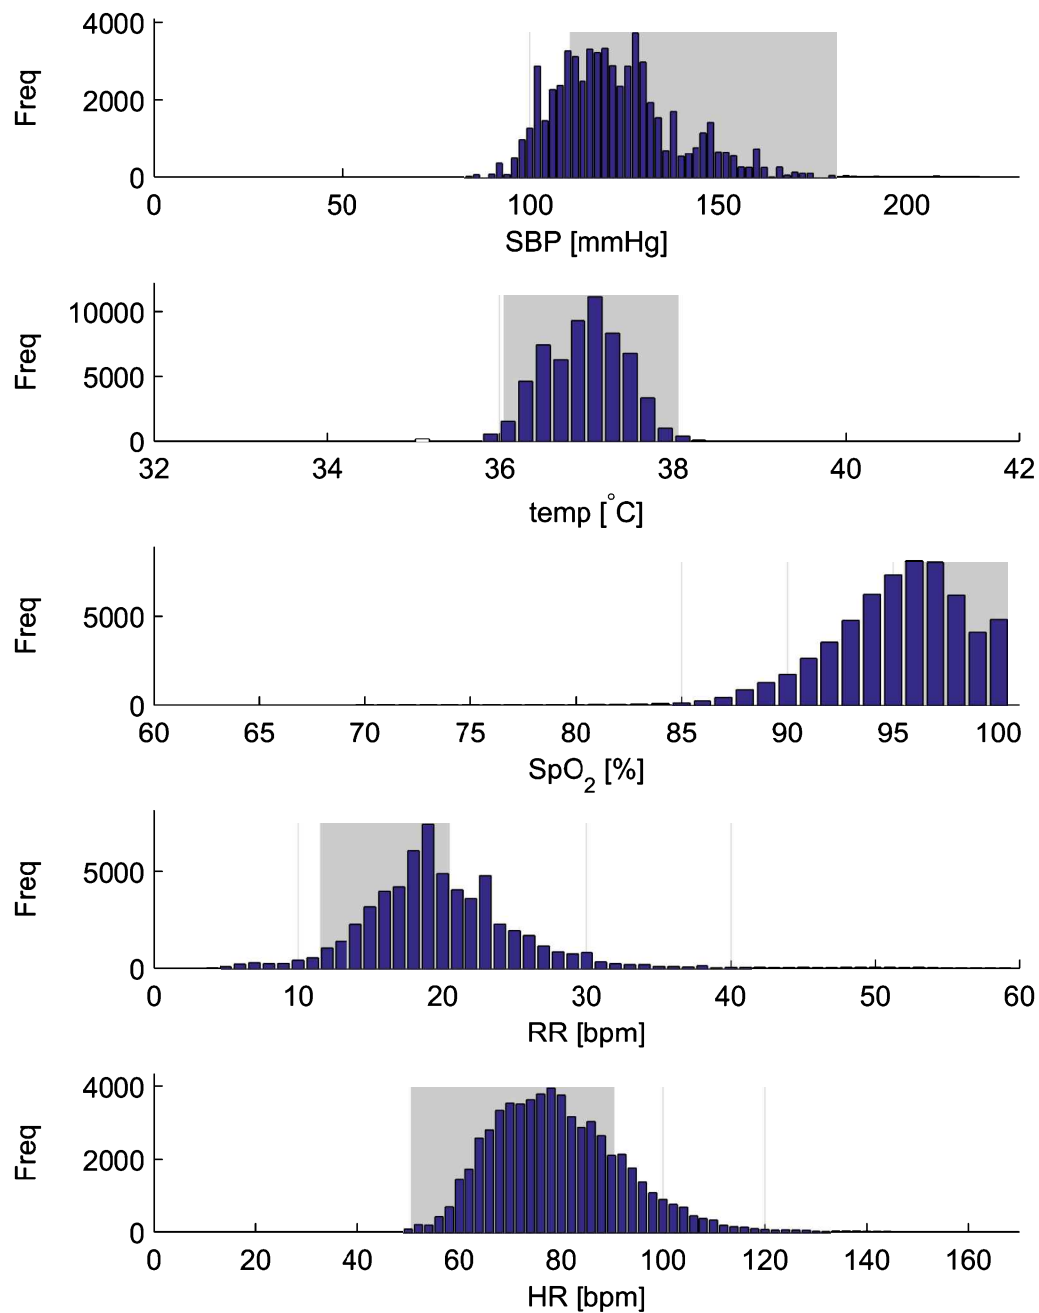 4000
2000
0
Freq
0 50 100 150 200
SBP [mmHg]
10000
5000
0
Freq
32 34 36 38 40 42
temp [°C]
5000
0
Freq
60 65 70 75 80 85 90 95 100
SpO2 [%]
5000
0
Freq
0 10 20 30 40 50 60
RR [bpm]
4000
2000
0
Freq
0 20 40 60 80 100 120 140 160
HR [bpm]